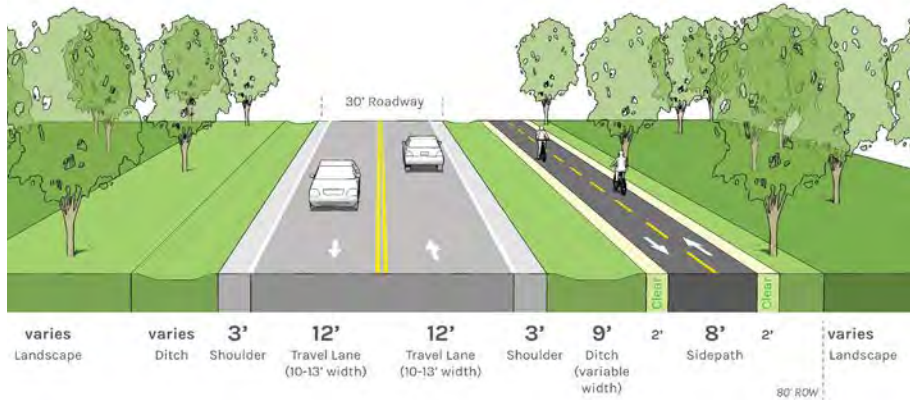 30' Roadway
Clear
Clear
varies
Landscape
varies
Ditch
3'
Shoulder
12'
Travel Lane
(10-13' width)
12'
Travel Lane
(10-13' width)
3'
Shoulder
9'
Ditch
(variable
width)
2'
8'
Sidepath
2'
varies
Landscape
80' ROW